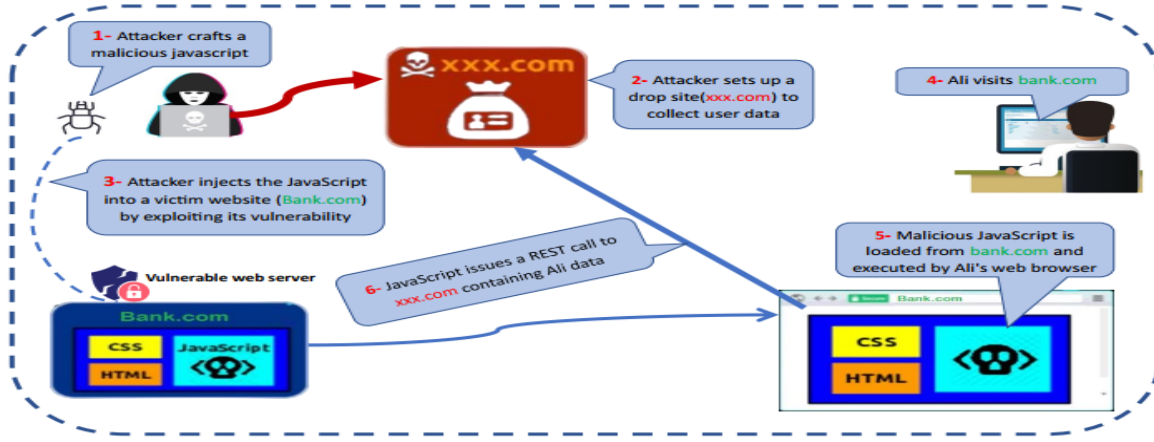 1- Attacker crafts a
malicious javascript
xxx.com
2- Attacker sets up a
drop site(xxx.com) to
collect user data
4- Ali visits bank.com
3- Attacker injects the JavaScript
into a victim website (Bank.com)
by exploiting its vulnerability
5- Malicious JavaScript is
loaded from bank.com and
executed by Ali's web browser
6- JavaScript issues a REST call to
xxx.com containing Ali data
Vulnerable web server
Bank.com
CSS
JavaScript
HTML
Secure
Bank.com
CSS
HTML